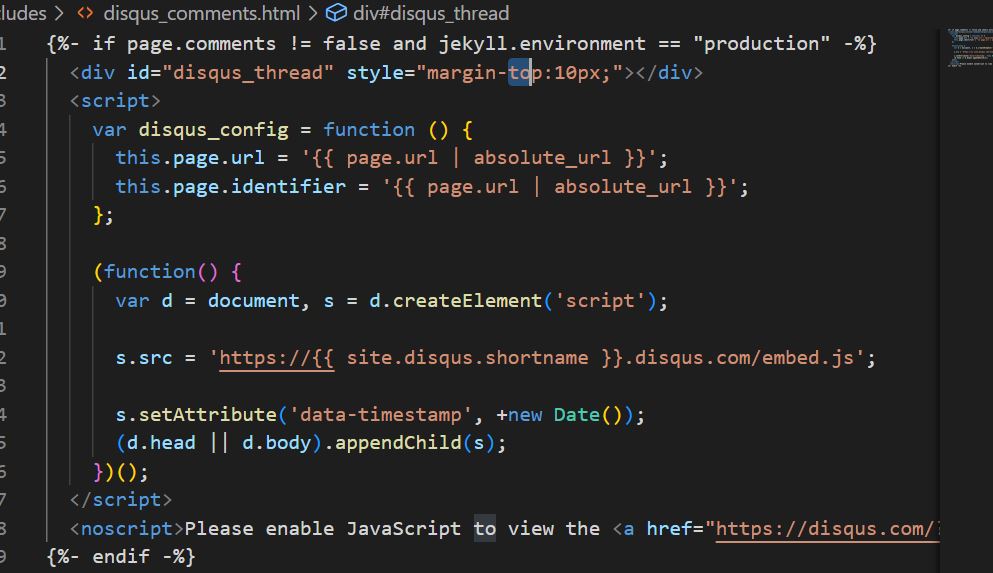 cludes > <> disqus_comments.html > div#disqus_thread
1 {%- if page.comments != false and jekyll.environment == "production" -%}
2 <div id="disqus_thread" style="margin-top:10px;"></div>
3 <script>
4 var disqus_config = function () {
5 this.page.url = '{{ page.url | absolute_url }}';
6 this.page.identifier = '{{ page.url | absolute_url }}';
7 };
8
9 (function() {
0 var d = document, s = d.createElement('script');
1
2 s.src = 'https://{{ site.disqus.shortname }}.disqus.com/embed.js';
3
4 s.setAttribute('data-timestamp', +new Date());
5 (d.head || d.body).appendChild(s);
6 })();
7 </script>
8 <noscript>Please enable JavaScript to view the <a href="https://disqus.com/?
9 {%- endif -%}